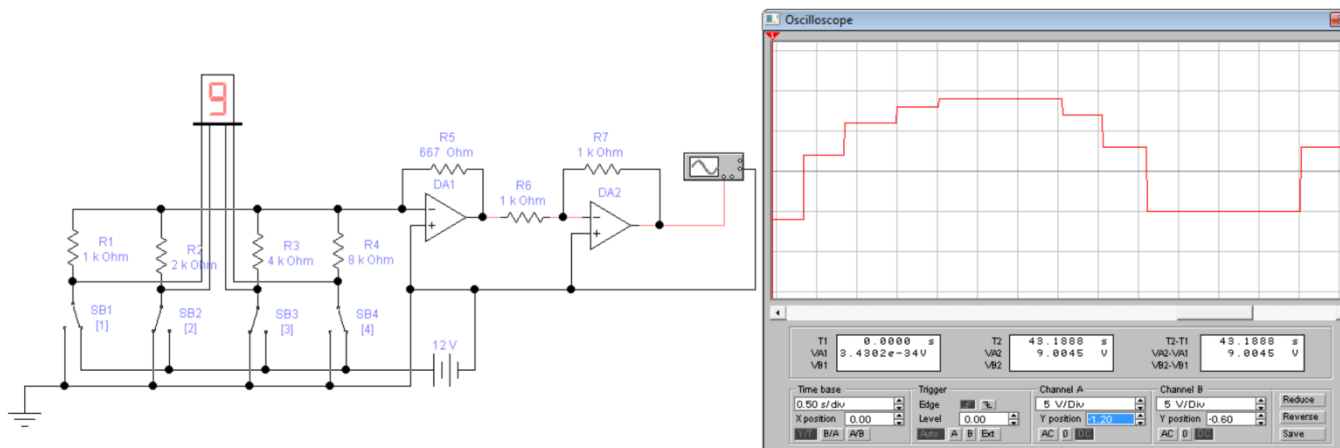 Oscilloscope
9
R5
667 Ohm
DA1
R7
1 k Ohm
DA2
R6
1 k Ohm
R1
1 k Ohm
R2
2 k Ohm
R3
4 k Ohm
R4
8 k Ohm
SB1
[1]
SB2
[2]
SB3
[3]
SB4
[4]
12 V
1
T1 0.0000 s
VA1 3.4302e-34V
VB1
T2 43.1888 s
VA2 9.0045 V
VB2
T2-T1 43.1888 s
VA2-VA1 9.0045 V
VB2-VB1
Time base
0.50 s/div
X position 0.00
Y/T B/A A/B
Trigger
Edge
Level 0.00
Auto A B Ext
Channel A
5 V/Div
Y position -1.20
AC 0 DC
Channel B
5 V/Div
Y position -0.60
AC 0 DC
Reduce
Reverse
Save